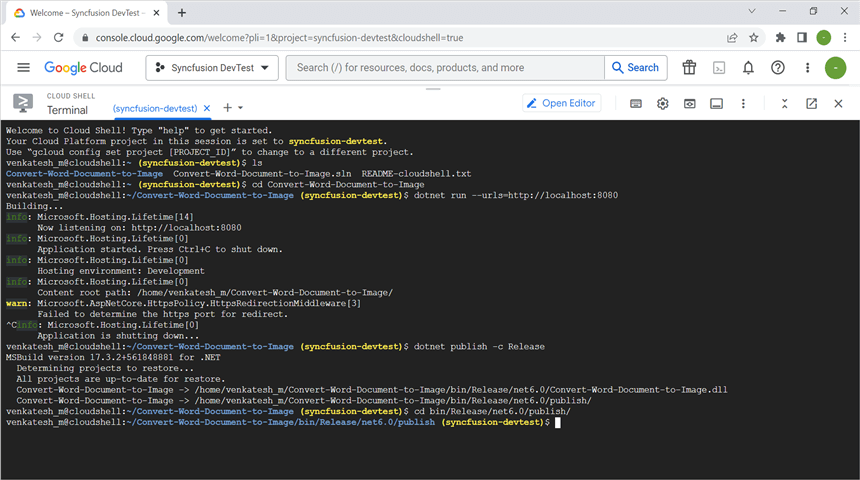 Welcome – Syncfusion DevTest –
console.cloud.google.com/welcome?pli=1&project=syncfusion-devtest&cloudshell=true
Google Cloud
Syncfusion DevTest
Search (/) for resources, docs, products, and more
Search
CLOUD SHELL
Terminal
(syncfusion-devtest)
Open Editor
Welcome to Cloud Shell! Type "help" to get started.
Your Cloud Platform project in this session is set to syncfusion-devtest.
Use “gcloud config set project [PROJECT_ID]” to change to a different project.
venkatesh_m@cloudshell:~ (syncfusion-devtest)$ ls
Convert-Word-Document-to-Image  Convert-Word-Document-to-Image.sln  README-cloudshell.txt
venkatesh_m@cloudshell:~ (syncfusion-devtest)$ cd Convert-Word-Document-to-Image
venkatesh_m@cloudshell:~/Convert-Word-Document-to-Image (syncfusion-devtest)$ dotnet run --urls=http://localhost:8080
Building...
info: Microsoft.Hosting.Lifetime[14]
Now listening on: http://localhost:8080
info: Microsoft.Hosting.Lifetime[0]
Application started. Press Ctrl+C to shut down.
info: Microsoft.Hosting.Lifetime[0]
Hosting environment: Development
info: Microsoft.Hosting.Lifetime[0]
Content root path: /home/venkatesh_m/Convert-Word-Document-to-Image/
warn: Microsoft.AspNetCore.HttpsPolicy.HttpsRedirectionMiddleware[3]
Failed to determine the https port for redirect.
^Cinfo: Microsoft.Hosting.Lifetime[0]
Application is shutting down...
venkatesh_m@cloudshell:~/Convert-Word-Document-to-Image (syncfusion-devtest)$ dotnet publish -c Release
MSBuild version 17.3.2+561848881 for .NET
Determining projects to restore...
All projects are up-to-date for restore.
Convert-Word-Document-to-Image -> /home/venkatesh_m/Convert-Word-Document-to-Image/bin/Release/net6.0/Convert-Word-Document-to-Image.dll
Convert-Word-Document-to-Image -> /home/venkatesh_m/Convert-Word-Document-to-Image/bin/Release/net6.0/publish/
venkatesh_m@cloudshell:~/Convert-Word-Document-to-Image (syncfusion-devtest)$ cd bin/Release/net6.0/publish/
venkatesh_m@cloudshell:~/Convert-Word-Document-to-Image/bin/Release/net6.0/publish (syncfusion-devtest)$